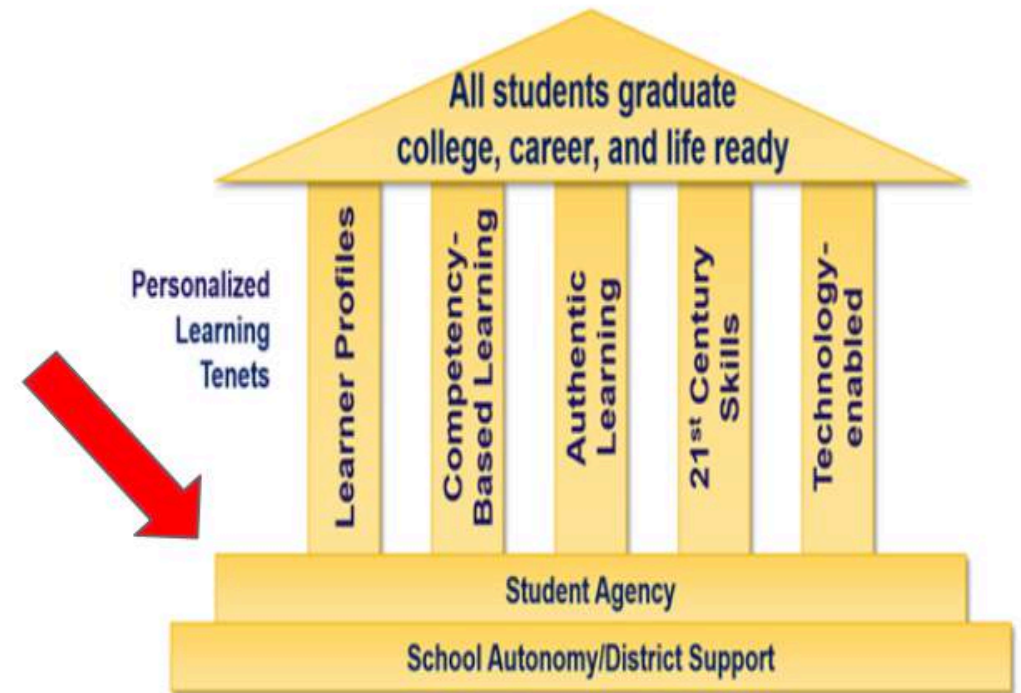 All students graduate
college, career, and life ready
Personalized
Learning
Tenets
Learner Profiles
Competency-
Based Learning
Authentic
Learning
21st Century
Skills
Technology-
enabled
Student Agency
School Autonomy/District Support